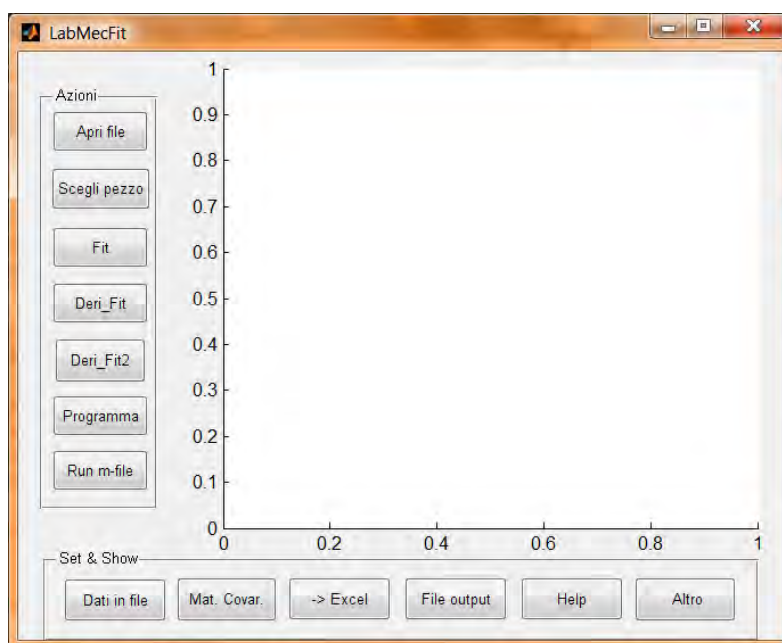 LabMecFit
Azioni
Apri file
Scegli pezzo
Fit
Deri_Fit
Deri_Fit2
Programma
Run m-file
1
0.9
0.8
0.7
0.6
0.5
0.4
0.3
0.2
0.1
0
0 0.2 0.4 0.6 0.8 1
Set & Show
Dati in file Mat. Covar. -> Excel File output Help Altro